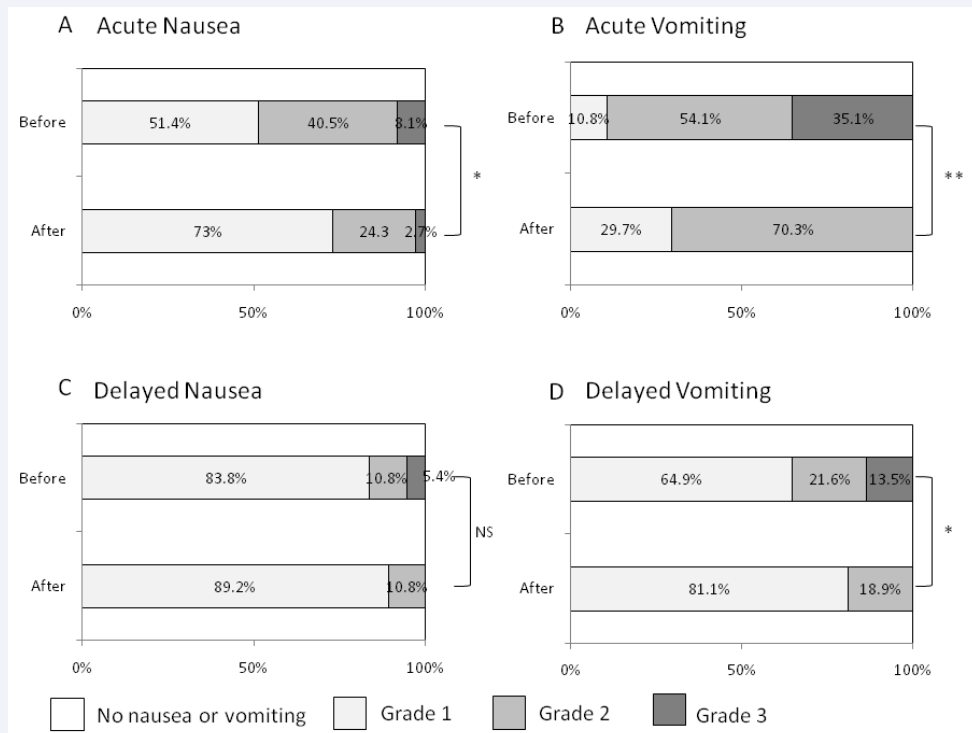 A Acute Nausea
Before 51.4% 40.5% 8.1%
*
After 73% 24.3 2.7%
0% 50% 100%
B Acute Vomiting
Before 10.8% 54.1% 35.1%
**
After 29.7% 70.3%
0% 50% 100%
C Delayed Nausea
Before 83.8% 10.8% 5.4%
NS
After 89.2% 10.8%
0% 50% 100%
D Delayed Vomiting
Before 64.9% 21.6% 13.5%
*
After 81.1% 18.9%
0% 50% 100%
No nausea or vomiting Grade 1 Grade 2 Grade 3